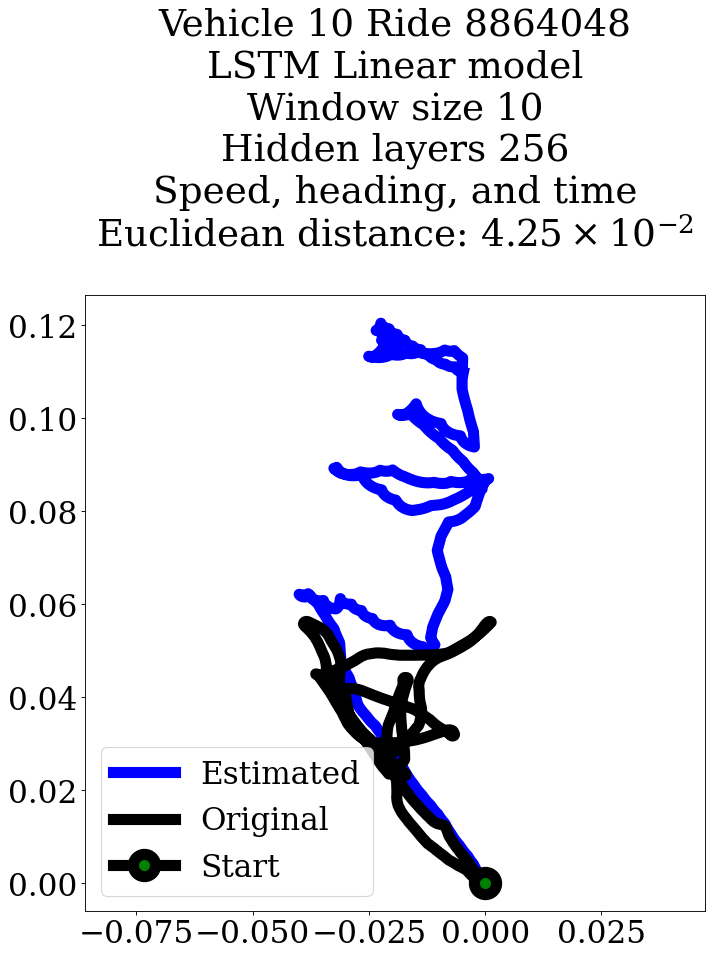 Vehicle 10 Ride 8864048
LSTM Linear model
Window size 10
Hidden layers 256
Speed, heading, and time
Euclidean distance: 4.25 × 10⁻²
0.12
0.10
0.08
0.06
0.04
0.02
0.00
Estimated
Original
Start
−0.075 −0.050 −0.025 0.000 0.025